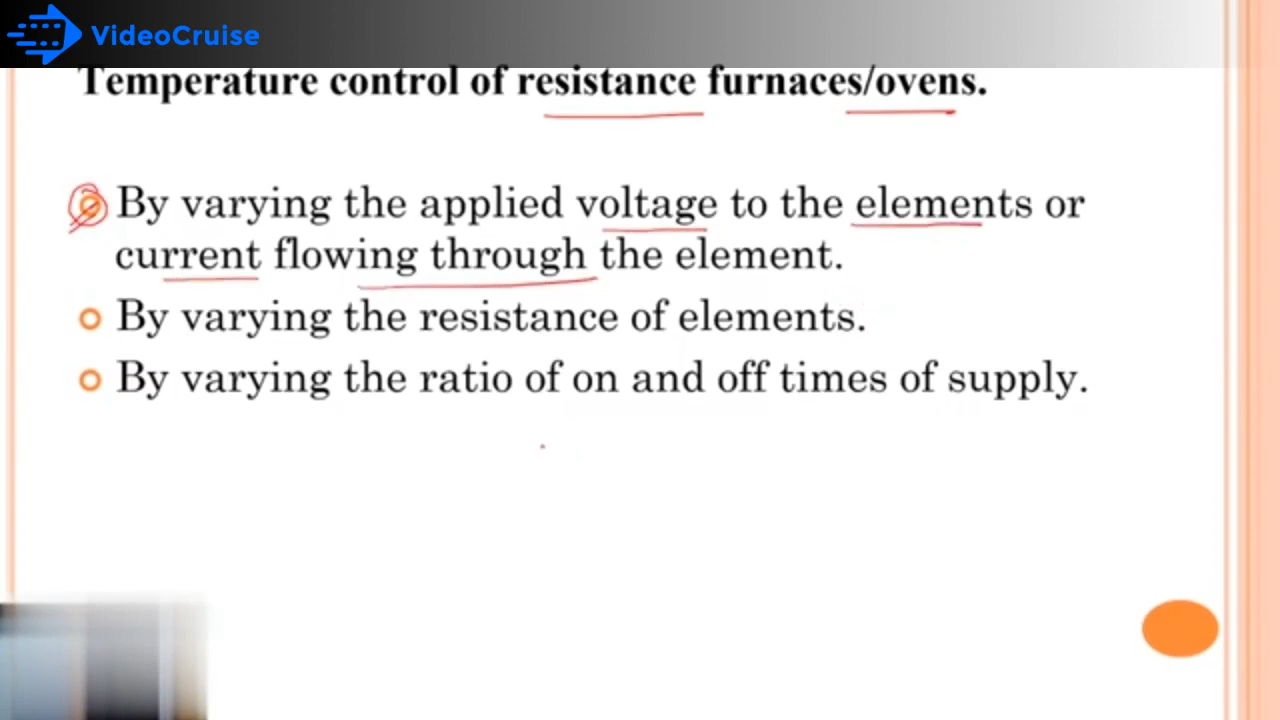 VideoCruise
Temperature control of resistance furnaces/ovens.
By varying the applied voltage to the elements or
current flowing through the element.
By varying the resistance of elements.
By varying the ratio of on and off times of supply.